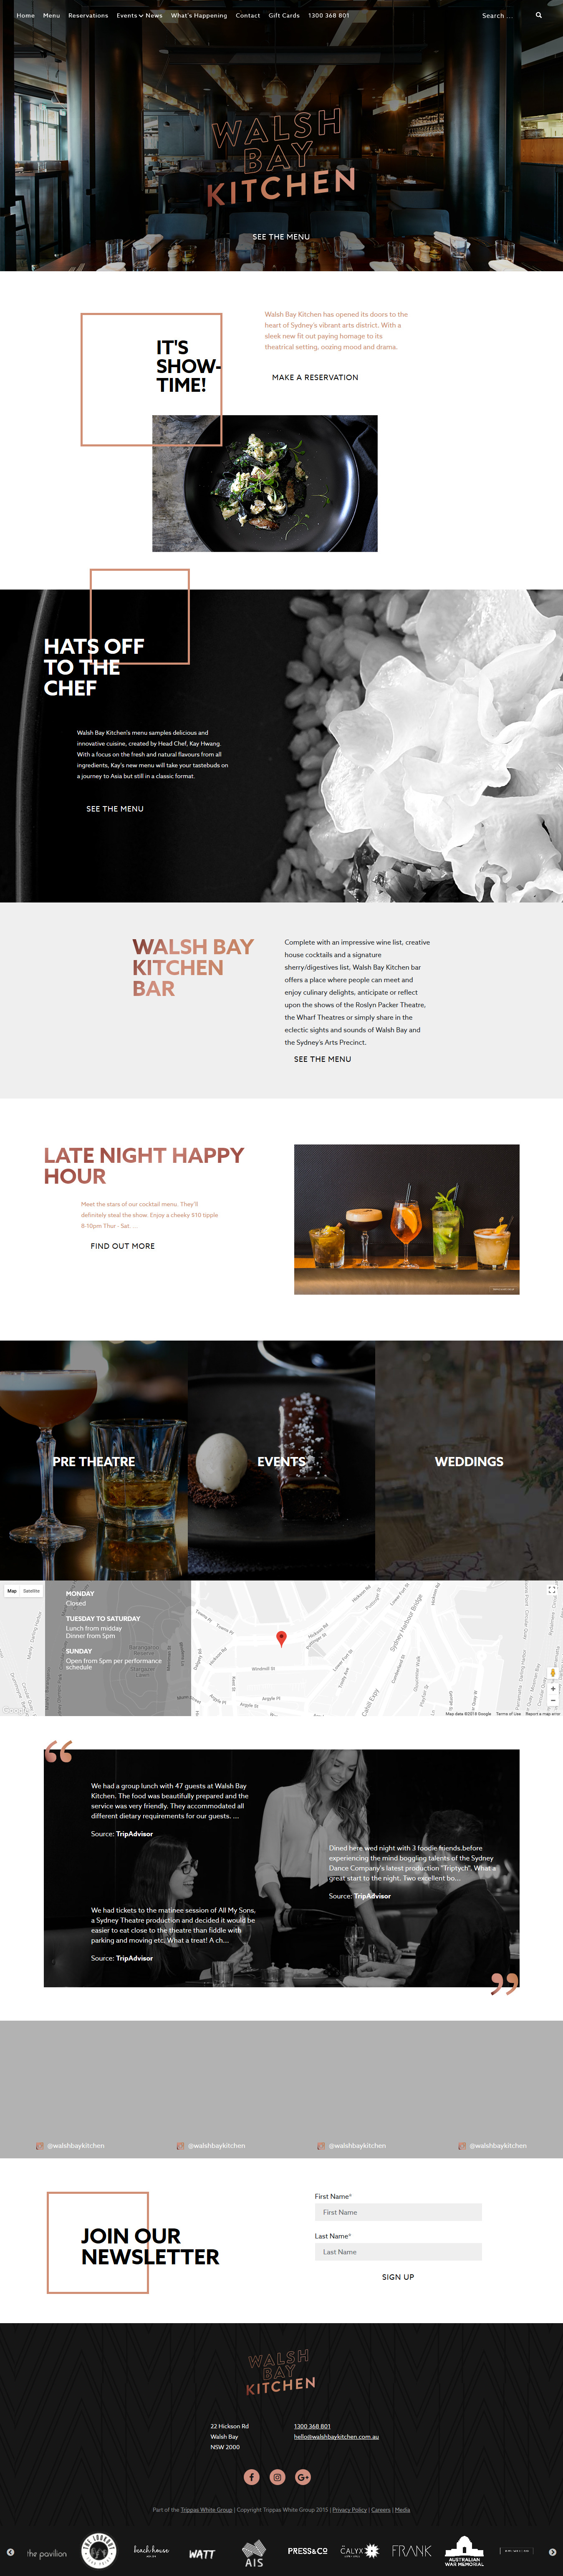 Home Menu Reservations Events News What's Happening Contact Gift Cards 1300 368 801 Search ...
WALSH
BAY
KITCHEN
SEE THE MENU
IT'S
SHOW-
TIME!
Walsh Bay Kitchen has opened its doors to the
heart of Sydney's vibrant arts district. With a
sleek new fit out paying homage to its
theatrical setting, oozing mood and drama.
MAKE A RESERVATION
HATS OFF
TO THE
CHEF
Walsh Bay Kitchen's menu samples delicious and
innovative cuisine, created by Head Chef, Kay Hwang.
With a focus on the fresh and natural flavours from all
ingredients, Kay's new menu will take your tastebuds on
a journey to Asia but still in a classic format.
SEE THE MENU
WALSH BAY
KITCHEN
BAR
Complete with an impressive wine list, creative
house cocktails and a signature
sherry/digestives list, Walsh Bay Kitchen bar
offers a place where people can meet and
enjoy culinary delights, anticipate or reflect
upon the shows of the Roslyn Packer Theatre,
the Wharf Theatres or simply share in the
eclectic sights and sounds of Walsh Bay and
the Sydney's Arts Precinct.
SEE THE MENU
LATE NIGHT HAPPY
HOUR
Meet the stars of our cocktail menu. They'll
definitely steal the show. Enjoy a cheeky $10 tipple
8-10pm Thur - Sat. ...
FIND OUT MORE
PRE THEATRE
EVENTS
WEDDINGS
Map Satellite
MONDAY
Closed
TUESDAY TO SATURDAY
Lunch from midday
Dinner from 5pm
SUNDAY
Open from 5pm per performance
schedule
Hickson Rd
Windmill St
Argyle Pl
Argyle St
Sydney Harbour Bridge
Cahill Expy
Lower Fort St
Google
Map data ©2018 Google Terms of Use Report a map error
“
We had a group lunch with 47 guests at Walsh Bay
Kitchen. The food was beautifully prepared and the
service was very friendly. They accommodated all
different dietary requirements for our guests. ...
Source: TripAdvisor
Dined here wed night with 3 foodie friends.before
experiencing the mind boggling talents of the Sydney
Dance Company's latest production "Triptych". What a
great start to the night. Two excellent bo...
Source: TripAdvisor
We had tickets to the matinee session of All My Sons,
a Sydney Theatre production and decided it would be
easier to eat close to the theatre than fiddle with
parking and moving etc. What a treat! A ch...
Source: TripAdvisor
”
@walshbaykitchen @walshbaykitchen @walshbaykitchen @walshbaykitchen
JOIN OUR
NEWSLETTER
First Name*
First Name
Last Name*
Last Name
SIGN UP
WALSH
BAY
KITCHEN
22 Hickson Rd
Walsh Bay
NSW 2000
1300 368 801
hello@walshbaykitchen.com.au
Part of the Trippas White Group | Copyright Trippas White Group 2015 | Privacy Policy | Careers | Media
the pavilion
beach house
WATT
AIS
PRESS&CO
CALYX
FRANK
AUSTRALIAN
WAR MEMORIAL